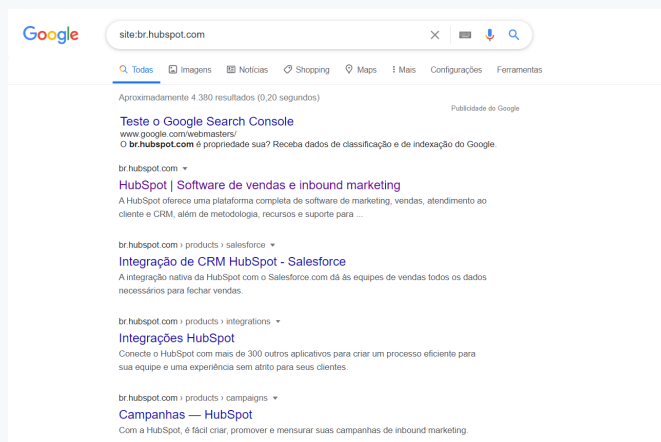 Google
site:br.hubspot.com
Todas Imagens Notícias Shopping Maps Mais Configurações Ferramentas
Aproximadamente 4.380 resultados (0,20 segundos)
Publicidade do Google
Teste o Google Search Console
www.google.com/webmasters/
O br.hubspot.com é propriedade sua? Receba dados de classificação e de indexação do Google.
br.hubspot.com
HubSpot | Software de vendas e inbound marketing
A HubSpot oferece uma plataforma completa de software de marketing, vendas, atendimento ao
cliente e CRM, além de metodologia, recursos e suporte para ...
br.hubspot.com › products › salesforce
Integração de CRM HubSpot - Salesforce
A integração nativa da HubSpot com o Salesforce.com dá às equipes de vendas todos os dados
necessários para fechar vendas.
br.hubspot.com › products › integrations
Integrações HubSpot
Conecte o HubSpot com mais de 300 outros aplicativos para criar um processo eficiente para
sua equipe e uma experiência sem atrito para seus clientes.
br.hubspot.com › products › campaigns
Campanhas — HubSpot
Com a HubSpot, é fácil criar, promover e mensurar suas campanhas de inbound marketing.